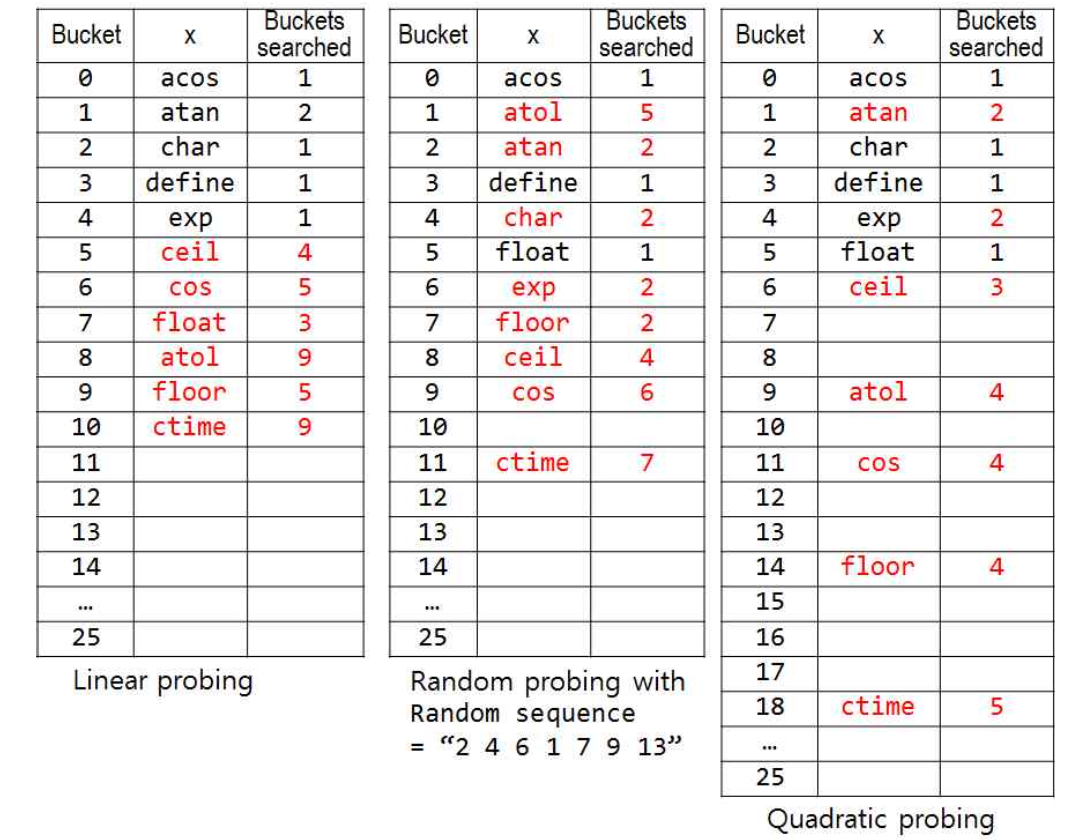 Bucket x Buckets searched
0 acos 1
1 atan 2
2 char 1
3 define 1
4 exp 1
5 ceil 4
6 cos 5
7 float 3
8 atol 9
9 floor 5
10 ctime 9
11
12
13
14
…
25
Linear probing
Bucket x Buckets searched
0 acos 1
1 atol 5
2 atan 2
3 define 1
4 char 2
5 float 1
6 exp 2
7 floor 2
8 ceil 4
9 cos 6
10
11 ctime 7
12
13
14
…
25
Random probing with
Random sequence
= “2 4 6 1 7 9 13”
Bucket x Buckets searched
0 acos 1
1 atan 2
2 char 1
3 define 1
4 exp 2
5 float 1
6 ceil 3
7
8
9 atol 4
10
11 cos 4
12
13
14 floor 4
15
16
17
18 ctime 5
…
25
Quadratic probing